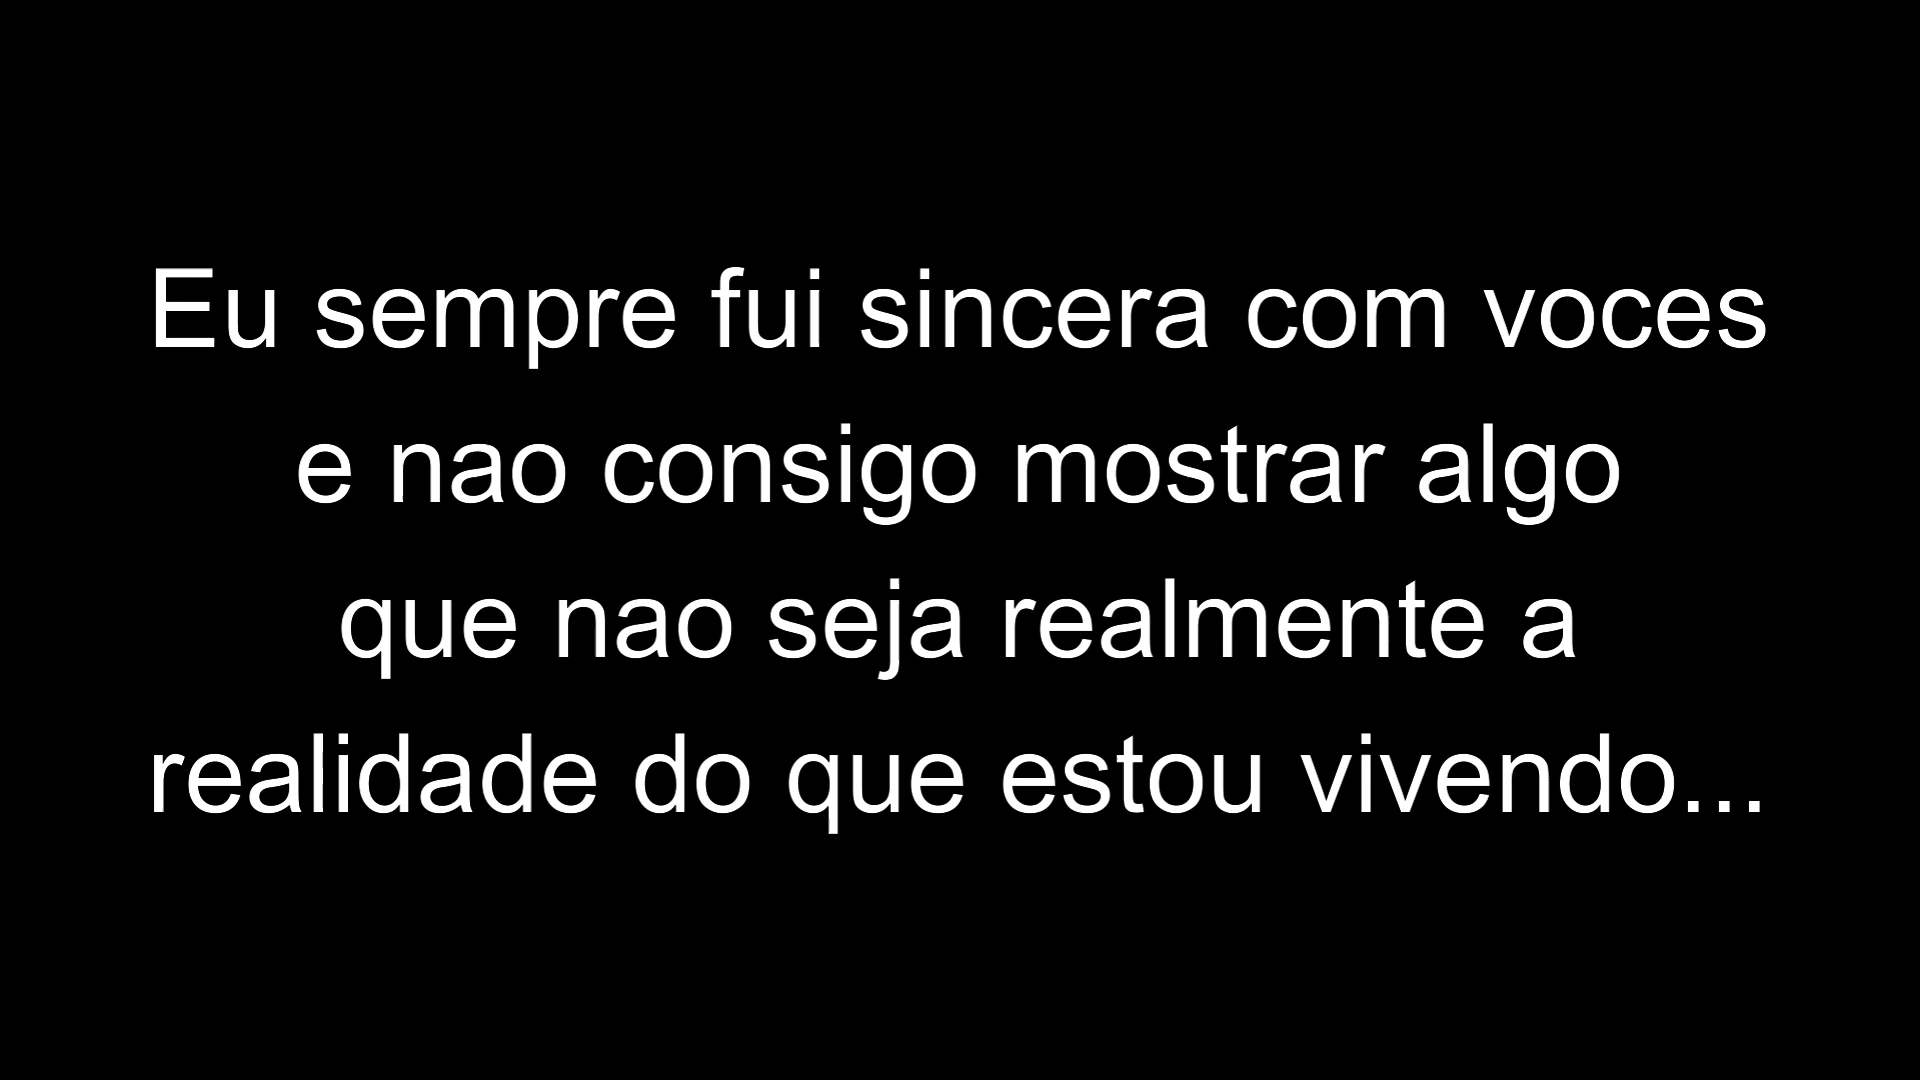 Eu sempre fui sincera com voces
e nao consigo mostrar algo
que nao seja realmente a
realidade do que estou vivendo...